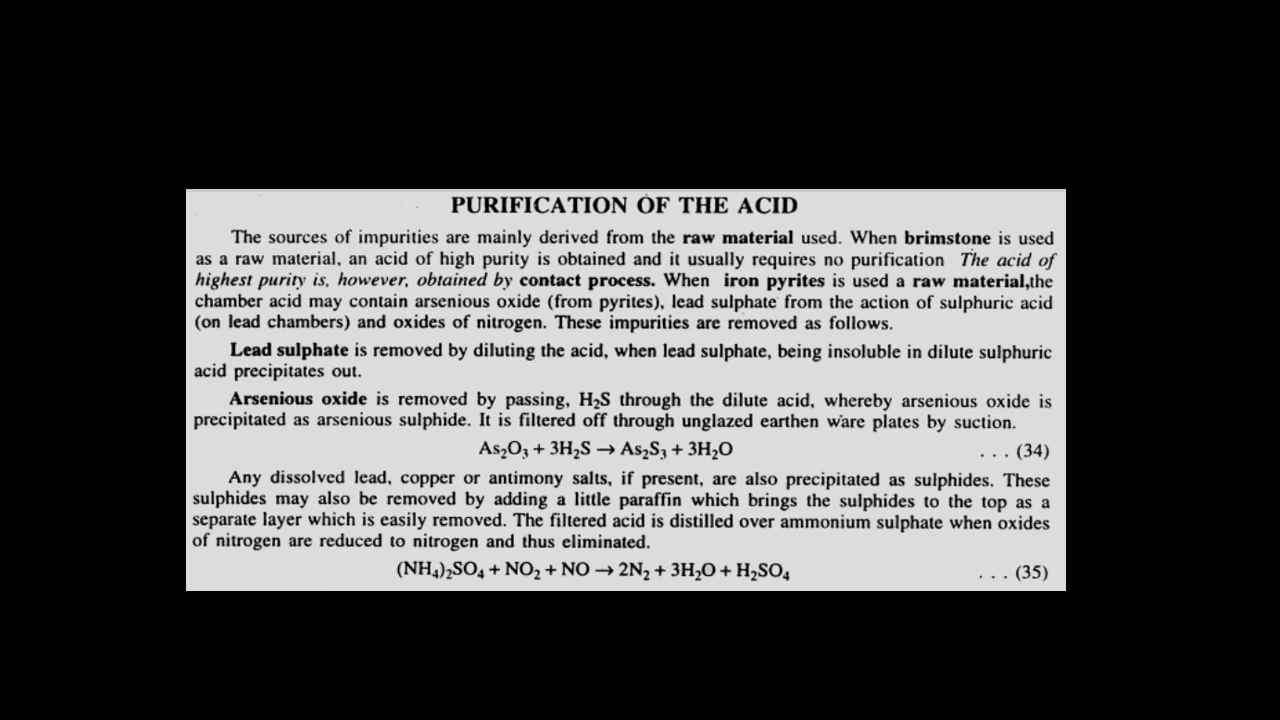 PURIFICATION OF THE ACID
The sources of impurities are mainly derived from the raw material used. When brimstone is used
as a raw material, an acid of high purity is obtained and it usually requires no purification The acid of
highest purity is, however, obtained by contact process. When iron pyrites is used a raw material,the
chamber acid may contain arsenious oxide (from pyrites), lead sulphate from the action of sulphuric acid
(on lead chambers) and oxides of nitrogen. These impurities are removed as follows.
Lead sulphate is removed by diluting the acid, when lead sulphate, being insoluble in dilute sulphuric
acid precipitates out.
Arsenious oxide is removed by passing, H₂S through the dilute acid, whereby arsenious oxide is
precipitated as arsenious sulphide. It is filtered off through unglazed earthen ware plates by suction.
As₂O₃ + 3H₂S → As₂S₃ + 3H₂O . . . (34)
Any dissolved lead, copper or antimony salts, if present, are also precipitated as sulphides. These
sulphides may also be removed by adding a little paraffin which brings the sulphides to the top as a
separate layer which is easily removed. The filtered acid is distilled over ammonium sulphate when oxides
of nitrogen are reduced to nitrogen and thus eliminated.
(NH₄)₂SO₄ + NO₂ + NO → 2N₂ + 3H₂O + H₂SO₄ . . . (35)